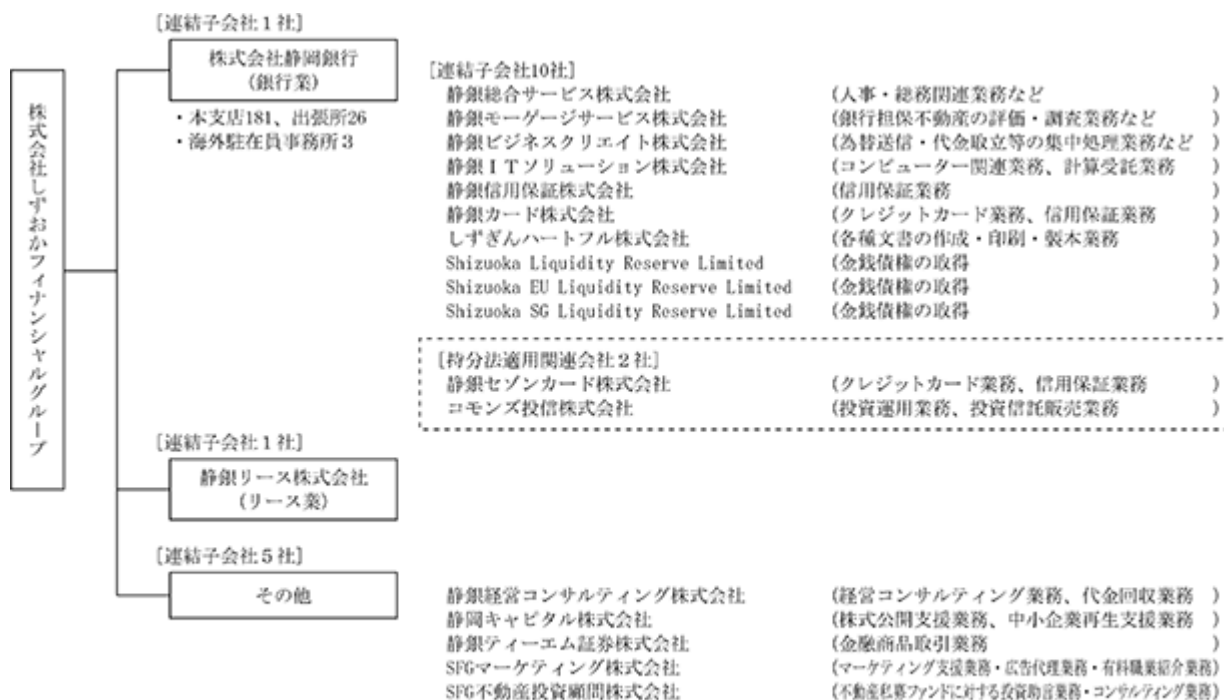 株式会社しずおかフィナンシャルグループ
[連結子会社1社]
株式会社静岡銀行
(銀行業)
・本支店181、出張所26
・海外駐在員事務所3
[連結子会社10社]
静銀総合サービス株式会社 (人事・総務関連業務など )
静銀モーゲージサービス株式会社 (銀行担保不動産の評価・調査業務など )
静銀ビジネスクリエイト株式会社 (為替送信・代金取立等の集中処理業務など )
静銀ITソリューション株式会社 (コンピューター関連業務、計算受託業務 )
静銀信用保証株式会社 (信用保証業務 )
静銀カード株式会社 (クレジットカード業務、信用保証業務 )
しずぎんハートフル株式会社 (各種文書の作成・印刷・製本業務 )
Shizuoka Liquidity Reserve Limited (金銭債権の取得 )
Shizuoka EU Liquidity Reserve Limited (金銭債権の取得 )
Shizuoka SG Liquidity Reserve Limited (金銭債権の取得 )
[持分法適用関連会社2社]
静銀セゾンカード株式会社 (クレジットカード業務、信用保証業務 )
コモンズ投信株式会社 (投資運用業務、投資信託販売業務 )
[連結子会社1社]
静銀リース株式会社
(リース業)
[連結子会社5社]
その他
静銀経営コンサルティング株式会社 (経営コンサルティング業務、代金回収業務 )
静岡キャピタル株式会社 (株式公開支援業務、中小企業再生支援業務 )
静銀ティーエム証券株式会社 (金融商品取引業務 )
SFGマーケティング株式会社 (マーケティング支援業務・広告代理業務・有料職業紹介業務)
SFG不動産投資顧問株式会社 (不動産私募ファンドに対する投資助言業務・コンサルティング業務)